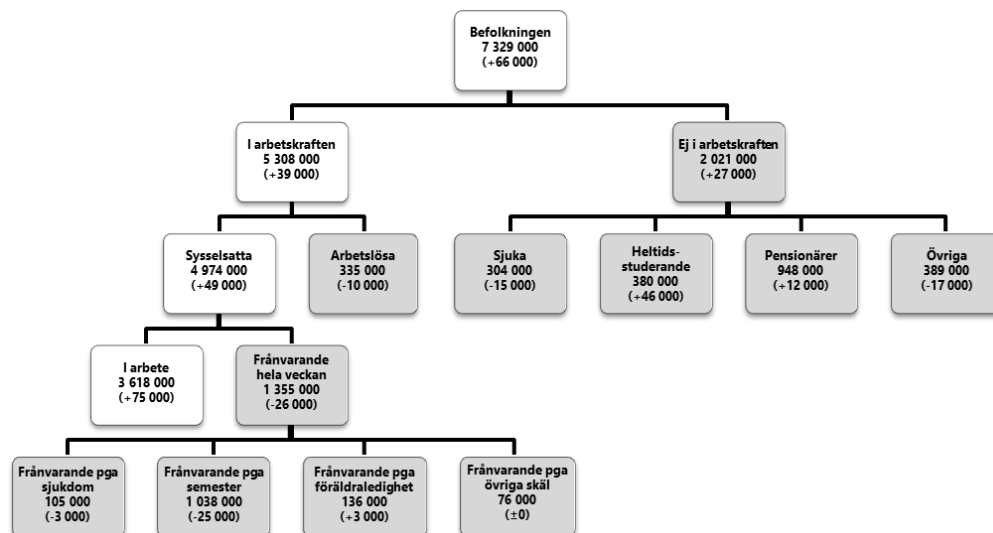 Befolkningen
7 329 000
(+66 000)
I arbetskraften
5 308 000
(+39 000)
Ej i arbetskraften
2 021 000
(+27 000)
Sysselsatta
4 974 000
(+49 000)
Arbetslösa
335 000
(-10 000)
Sjuka
304 000
(-15 000)
Heltids-
studerande
380 000
(+46 000)
Pensionärer
948 000
(+12 000)
Övriga
389 000
(-17 000)
I arbete
3 618 000
(+75 000)
Frånvarande
hela veckan
1 355 000
(-26 000)
Frånvarande pga
sjukdom
105 000
(-3 000)
Frånvarande pga
semester
1 038 000
(-25 000)
Frånvarande pga
föräldraledighet
136 000
(+3 000)
Frånvarande pga
övriga skäl
76 000
(±0)